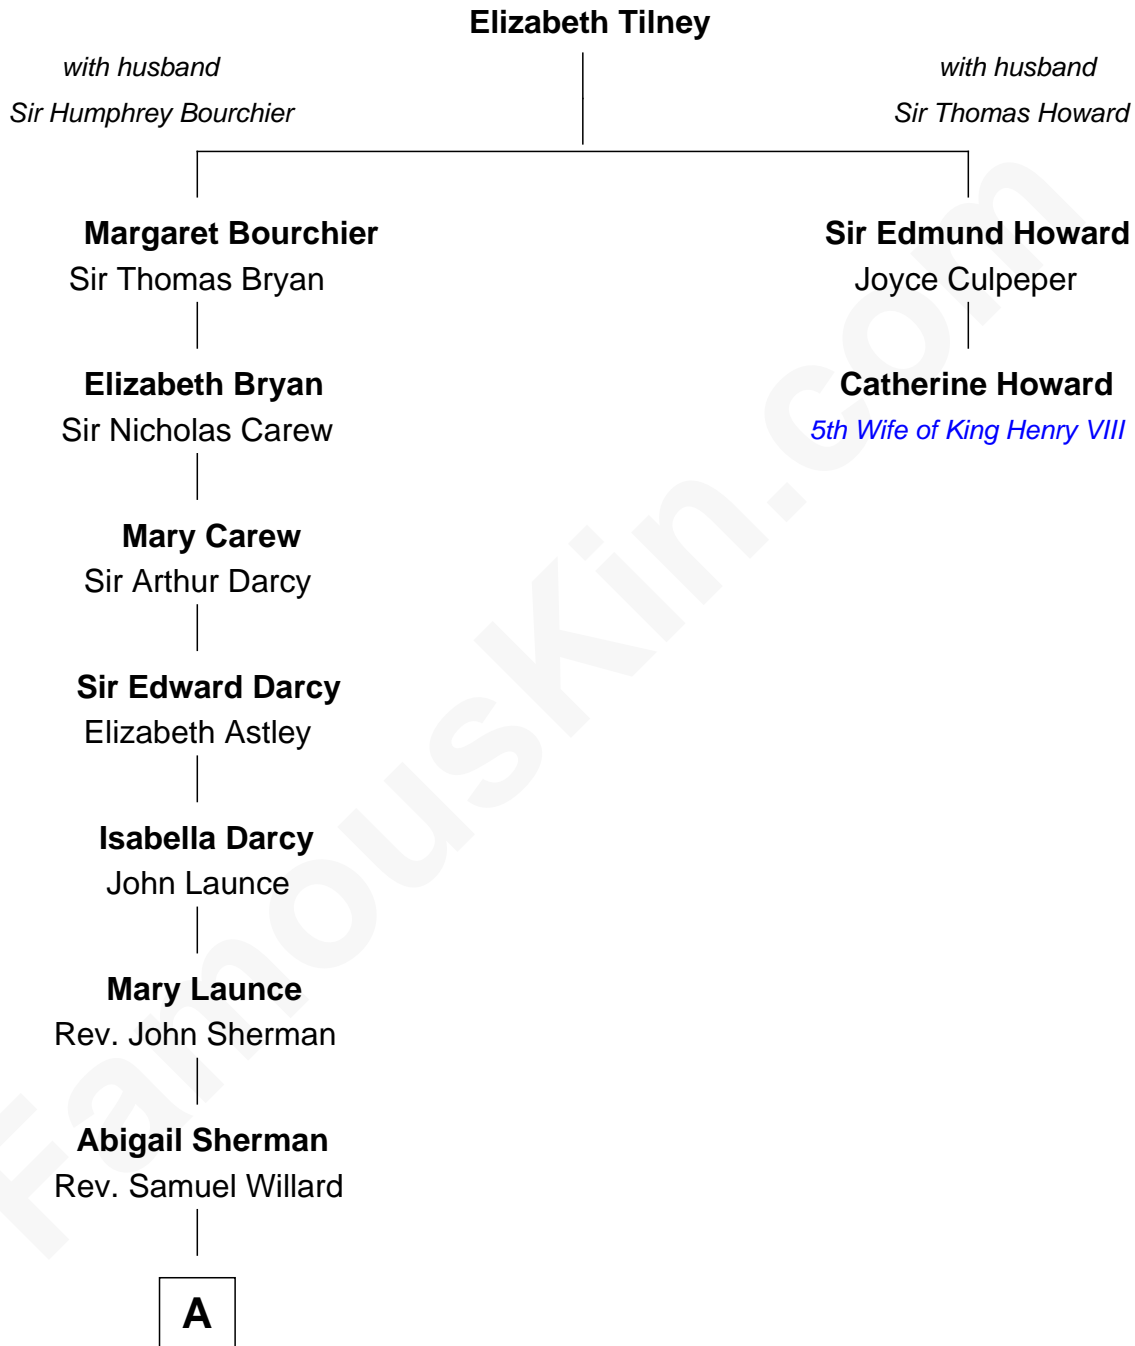 Elizabeth Tilney
with husband
Sir Humphrey Bourchier
with husband
Sir Thomas Howard
Margaret Bourchier
Sir Thomas Bryan
Sir Edmund Howard
Joyce Culpeper
Elizabeth Bryan
Sir Nicholas Carew
Catherine Howard
5th Wife of King Henry VIII
Mary Carew
Sir Arthur Darcy
Sir Edward Darcy
Elizabeth Astley
Isabella Darcy
John Launce
Mary Launce
Rev. John Sherman
Abigail Sherman
Rev. Samuel Willard
A
FamousKin.com